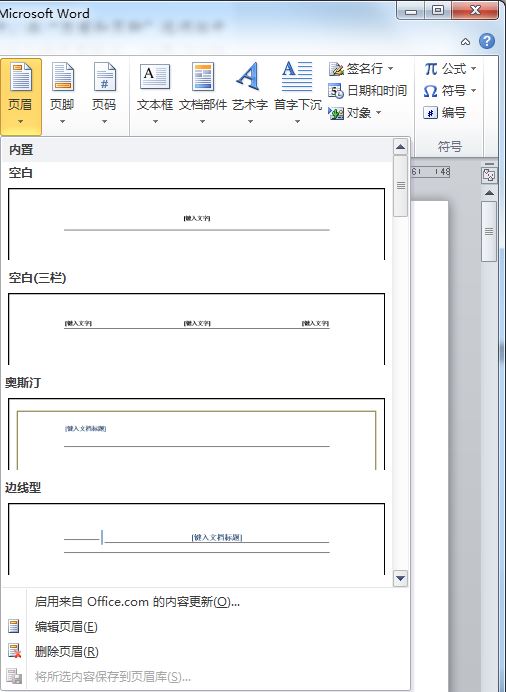 Microsoft Word
页眉
页脚
页码
文本框
文档部件
艺术字
首字下沉
签名行
日期和时间
对象
公式
符号
编号
符号
内置
空白
[键入文字]
空白(三栏)
[键入文字] [键入文字] [键入文字]
奥斯汀
[键入文档标题]
边线型
[键入文档标题]
启用来自 Office.com 的内容更新(O)...
编辑页眉(E)
删除页眉(R)
将所选内容保存到页眉库(S)...